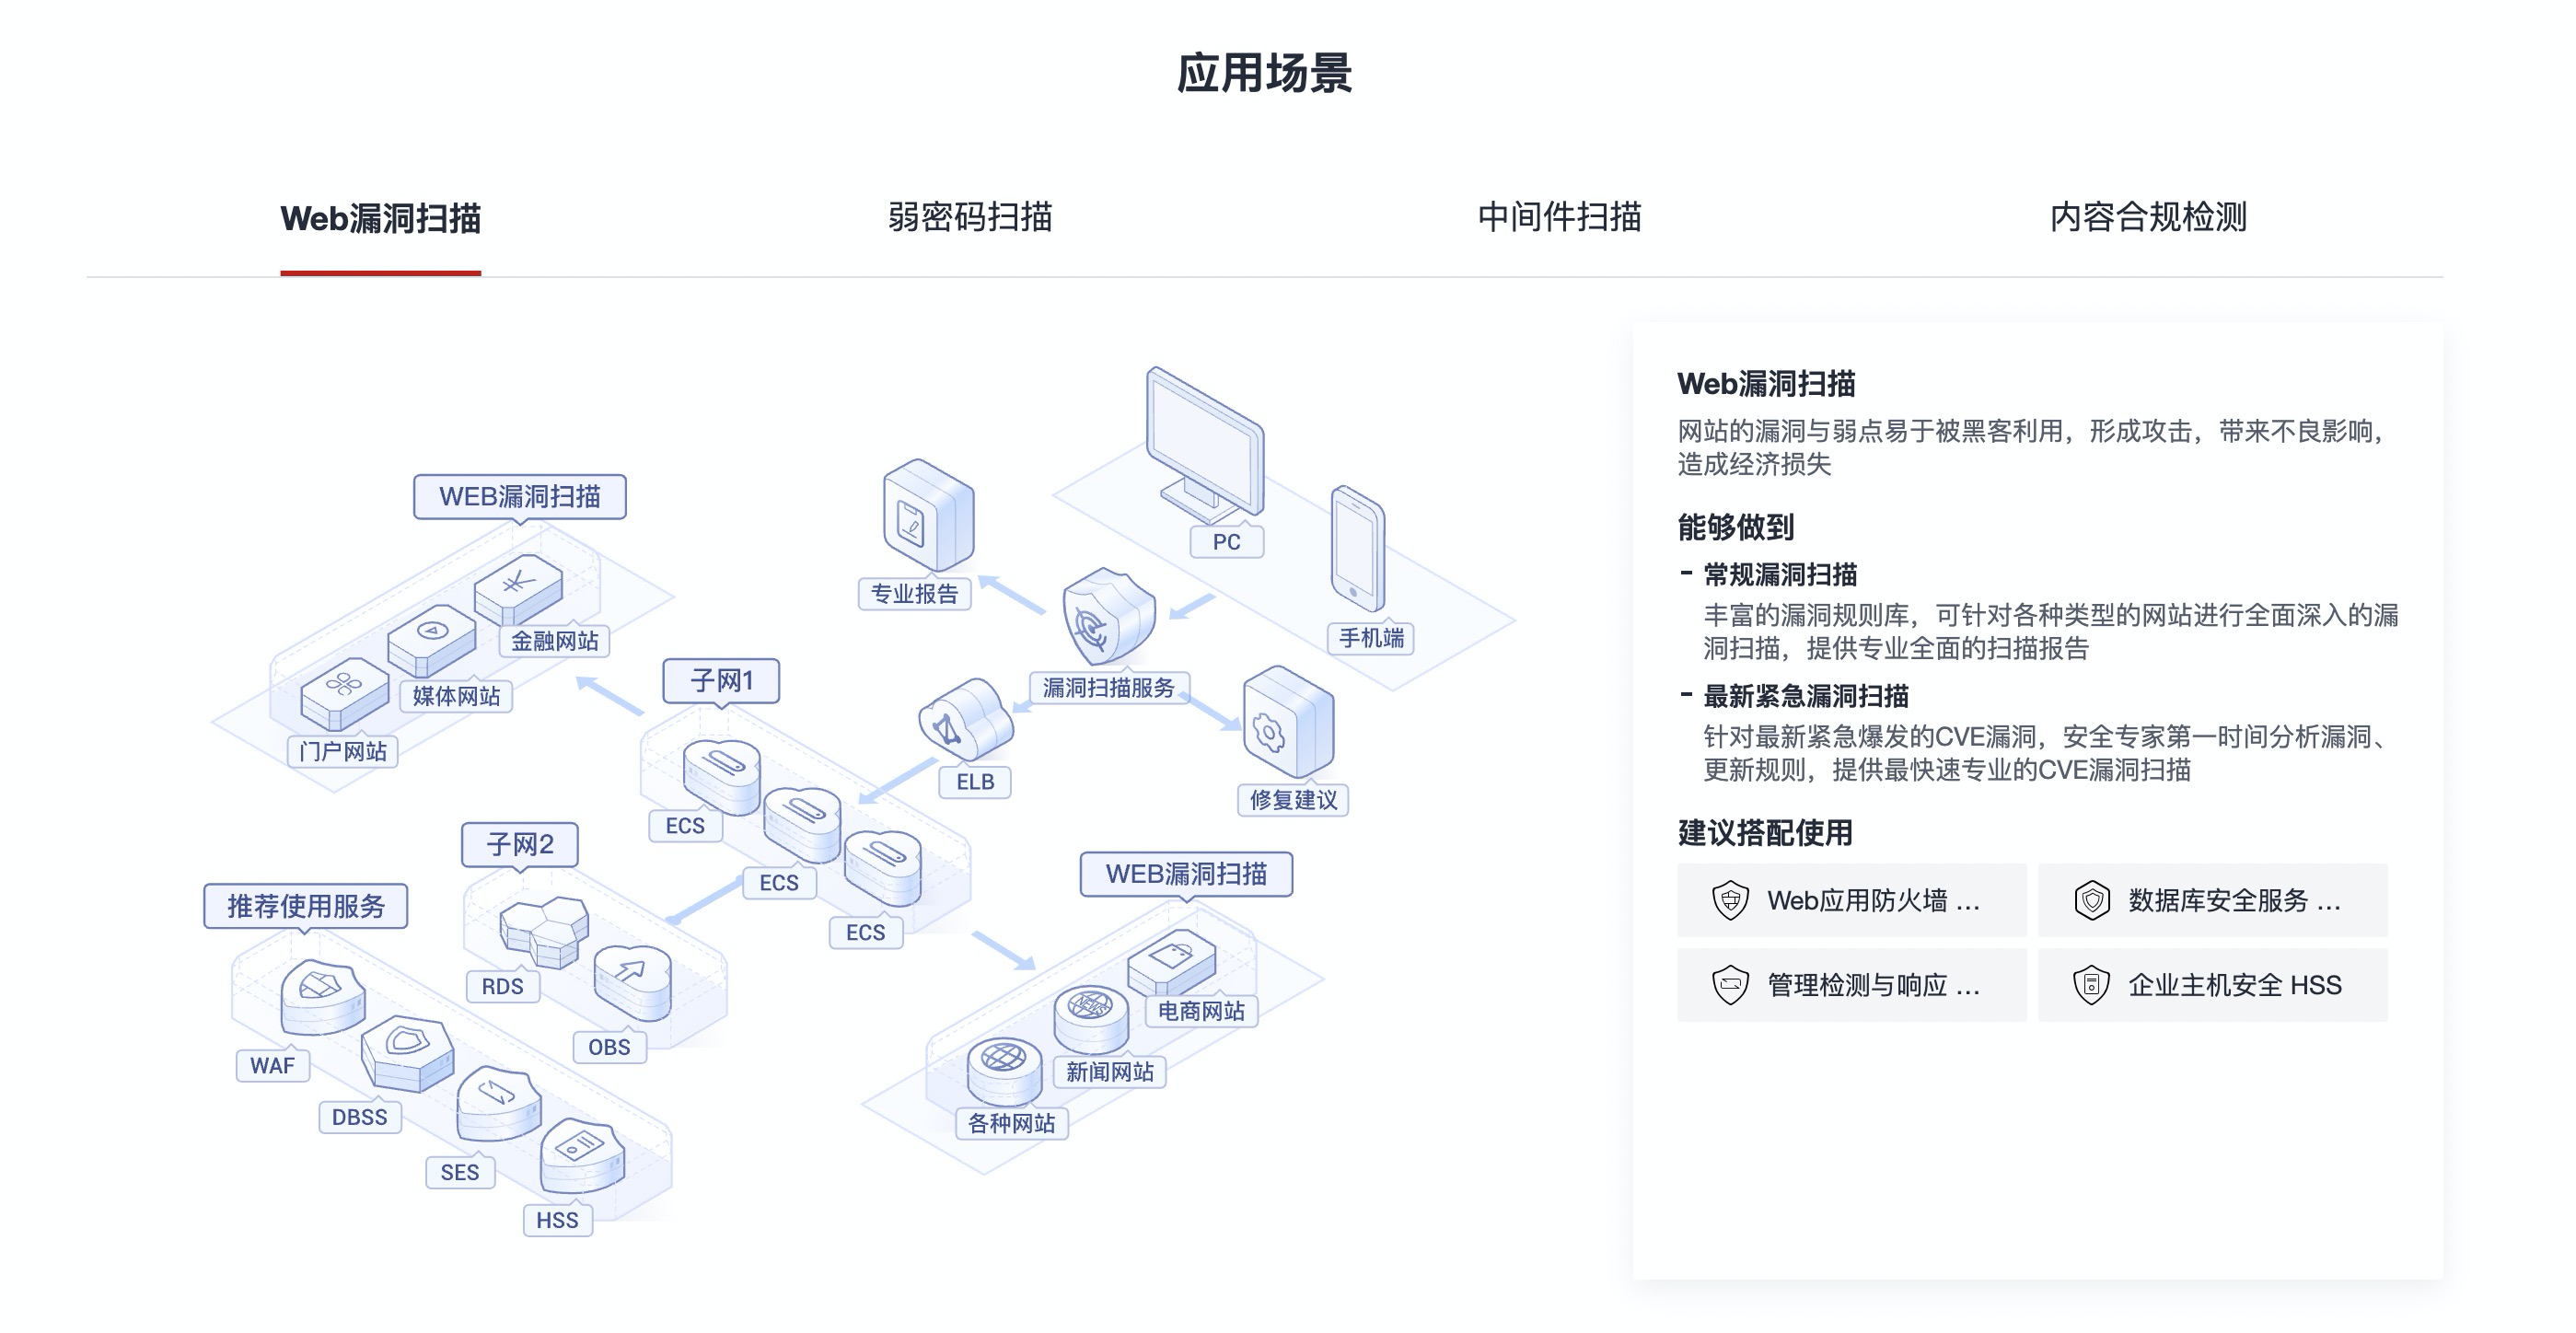 应用场景
Web漏洞扫描
弱密码扫描
中间件扫描
内容合规检测
WEB漏洞扫描
金融网站
媒体网站
门户网站
专业报告
PC
手机端
漏洞扫描服务
子网1
ELB
修复建议
ECS
ECS
ECS
子网2
RDS
OBS
推荐使用服务
WAF
DBSS
SES
HSS
WEB漏洞扫描
电商网站
NEWS
新闻网站
各种网站
Web漏洞扫描
网站的漏洞与弱点易于被黑客利用，形成攻击，带来不良影响，
造成经济损失
能够做到
- 常规漏洞扫描
丰富的漏洞规则库，可针对各种类型的网站进行全面深入的漏
洞扫描，提供专业全面的扫描报告
- 最新紧急漏洞扫描
针对最新紧急爆发的CVE漏洞，安全专家第一时间分析漏洞、
更新规则，提供最快速专业的CVE漏洞扫描
建议搭配使用
Web应用防火墙 ...
数据库安全服务 ...
管理检测与响应 ...
企业主机安全 HSS